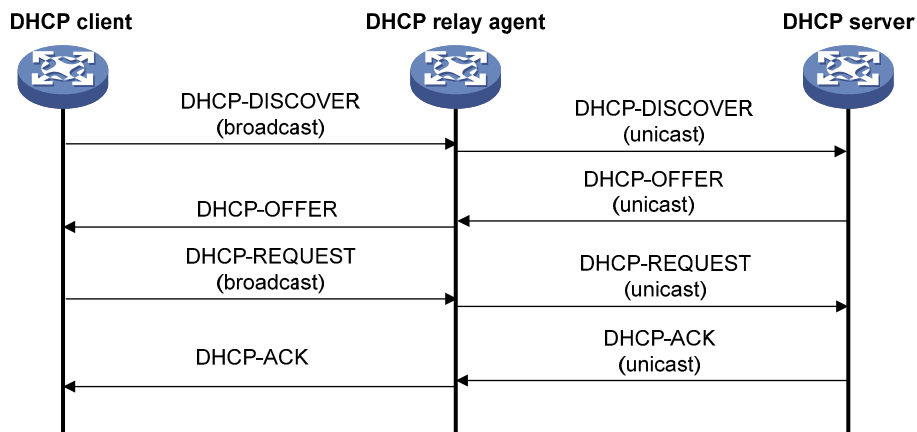 DHCP client
DHCP relay agent
DHCP server
DHCP-DISCOVER
(broadcast)
DHCP-DISCOVER
(unicast)
DHCP-OFFER
(unicast)
DHCP-OFFER
DHCP-REQUEST
(broadcast)
DHCP-REQUEST
(unicast)
DHCP-ACK
(unicast)
DHCP-ACK